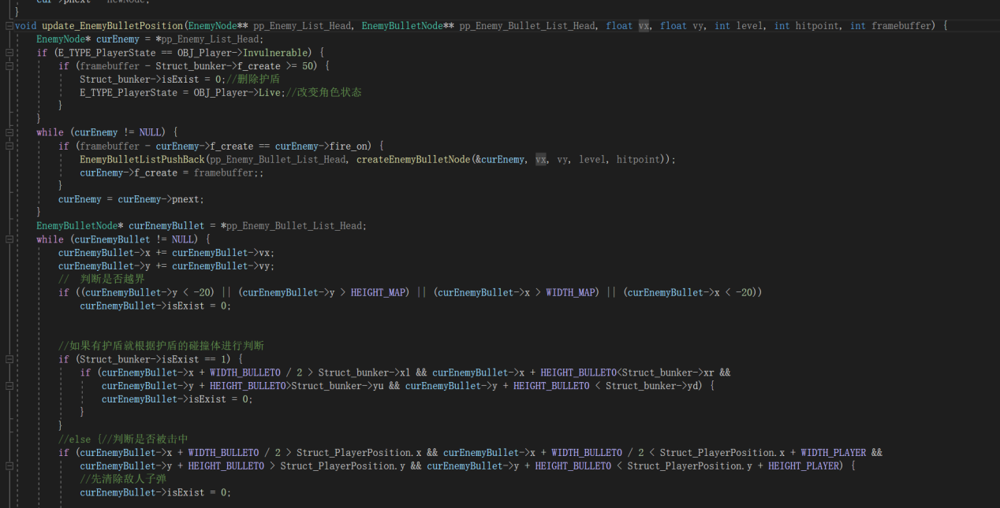 cur->pnext = newNode;
}
void update_EnemyBulletPosition(EnemyNode** pp_Enemy_List_Head, EnemyBulletNode** pp_Enemy_Bullet_List_Head, float vx, float vy, int level, int hitpoint, int framebuffer) {
EnemyNode* curEnemy = *pp_Enemy_List_Head;
if (E_TYPE_PlayerState == OBJ_Player->Invulnerable) {
if (framebuffer - Struct_bunker->f_create >= 50) {
Struct_bunker->isExist = 0;//删除护盾
E_TYPE_PlayerState = OBJ_Player->Live;//改变角色状态
}
}
while (curEnemy != NULL) {
if (framebuffer - curEnemy->f_create == curEnemy->fire_on) {
EnemyBulletListPushBack(pp_Enemy_Bullet_List_Head, createEnemyBulletNode(&curEnemy, vx, vy, level, hitpoint));
curEnemy->f_create = framebuffer;;
}
curEnemy = curEnemy->pnext;
}
EnemyBulletNode* curEnemyBullet = *pp_Enemy_Bullet_List_Head;
while (curEnemyBullet != NULL) {
curEnemyBullet->x += curEnemyBullet->vx;
curEnemyBullet->y += curEnemyBullet->vy;
// 判断是否越界
if ((curEnemyBullet->y < -20) || (curEnemyBullet->y > HEIGHT_MAP) || (curEnemyBullet->x > WIDTH_MAP) || (curEnemyBullet->x < -20))
curEnemyBullet->isExist = 0;
//如果有护盾就根据护盾的碰撞体进行判断
if (Struct_bunker->isExist == 1) {
if (curEnemyBullet->x + WIDTH_BULLET0 / 2 > Struct_bunker->xl && curEnemyBullet->x + HEIGHT_BULLET0<Struct_bunker->xr &&
curEnemyBullet->y + HEIGHT_BULLET0>Struct_bunker->yu && curEnemyBullet->y + HEIGHT_BULLET0 < Struct_bunker->yd) {
curEnemyBullet->isExist = 0;
}
}
//else {//判断是否被击中
if (curEnemyBullet->x + WIDTH_BULLET0 / 2 > Struct_PlayerPosition.x && curEnemyBullet->x + WIDTH_BULLET0 / 2 < Struct_PlayerPosition.x + WIDTH_PLAYER &&
curEnemyBullet->y + HEIGHT_BULLET0 > Struct_PlayerPosition.y && curEnemyBullet->y + HEIGHT_BULLET0 < Struct_PlayerPosition.y + HEIGHT_PLAYER) {
//先清除敌人子弹
curEnemyBullet->isExist = 0;